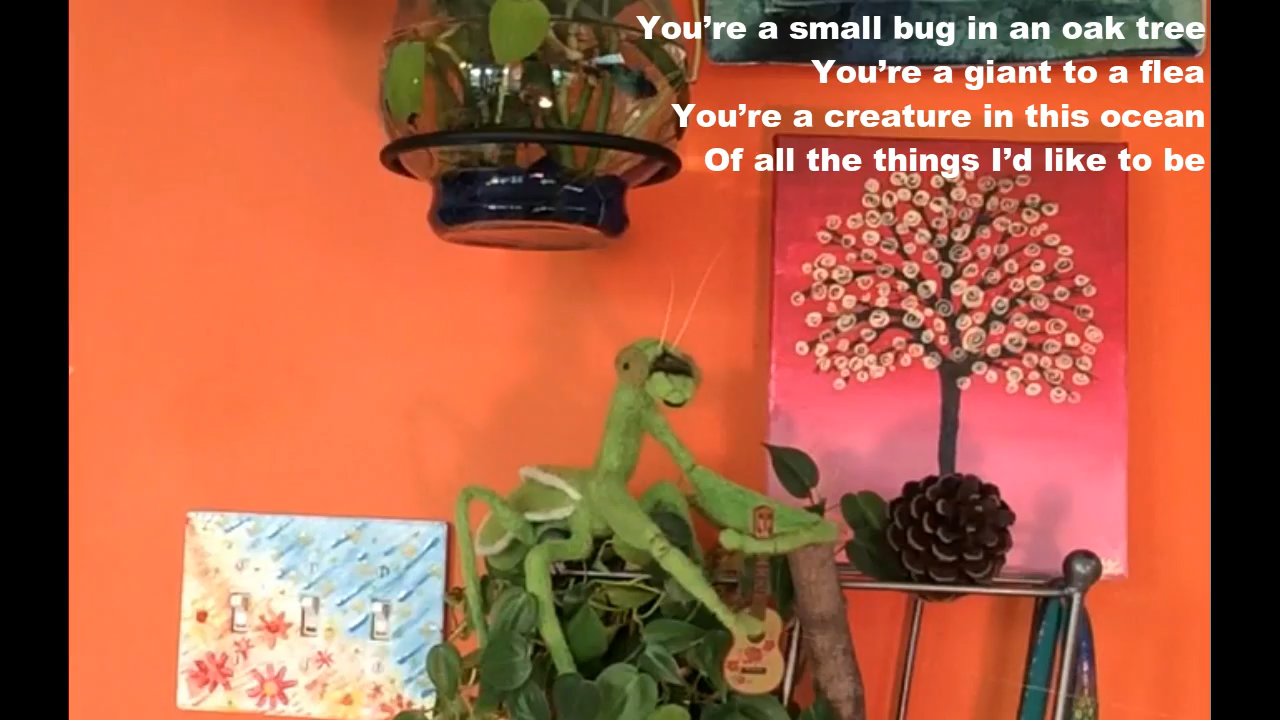 You’re a small bug in an oak tree
You’re a giant to a flea
You’re a creature in this ocean
Of all the things I’d like to be